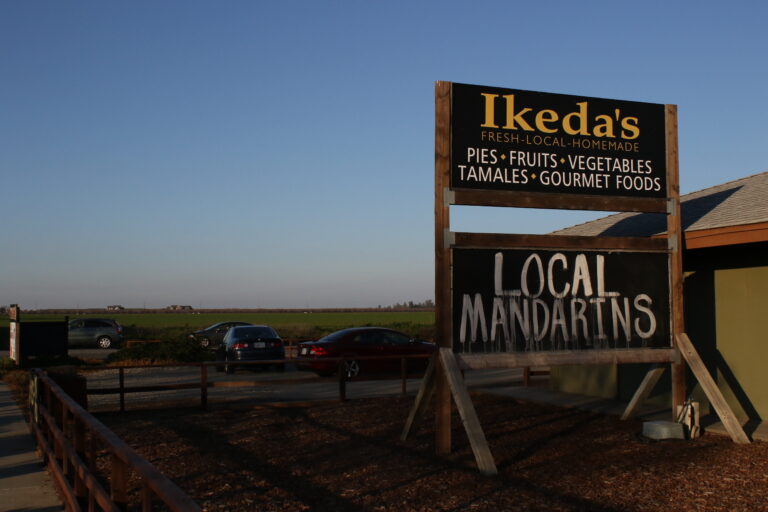 Ikeda's
FRESH-LOCAL-HOMEMADE
PIES • FRUITS • VEGETABLES
TAMALES • GOURMET FOODS
LOCAL
MANDARINS